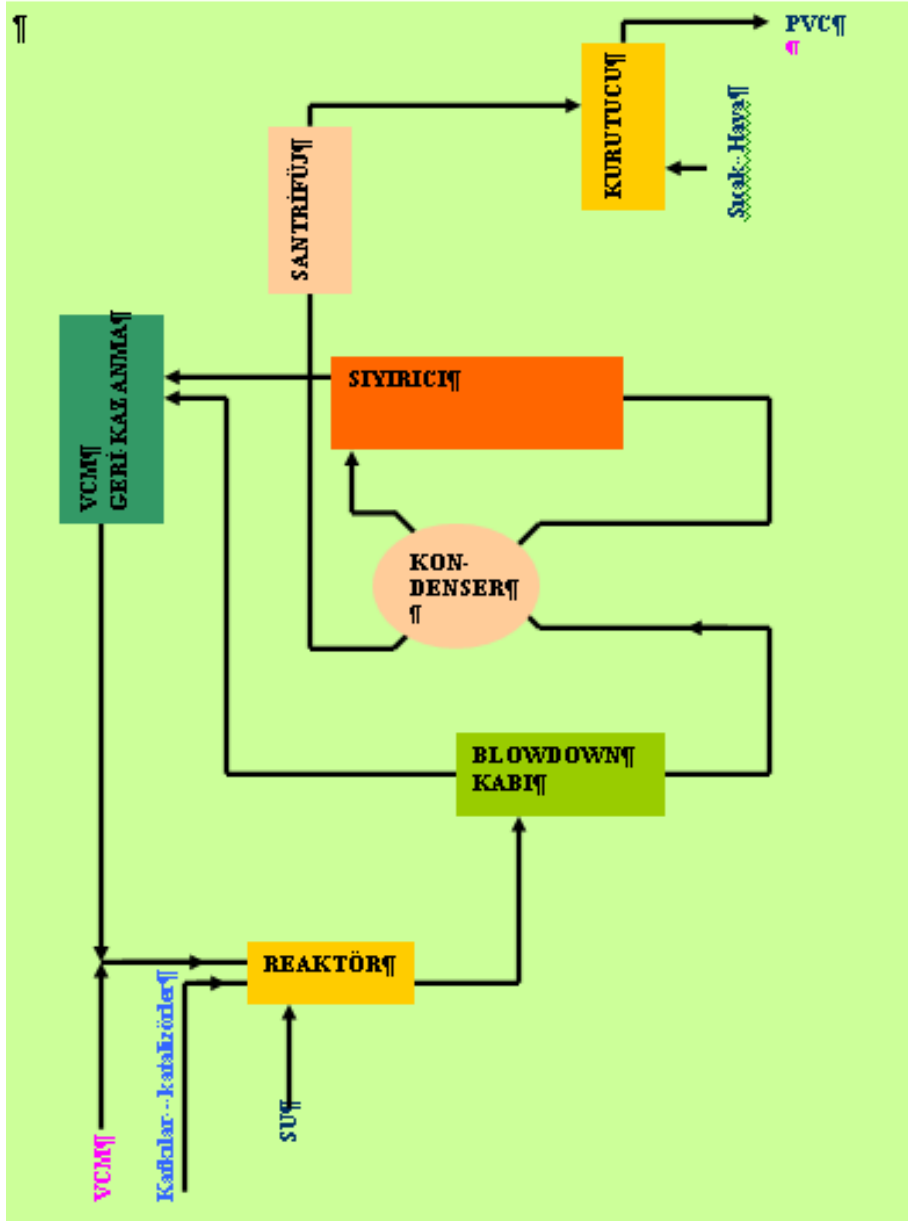 ¶
PVC¶
¶
KURUTUCU¶
Sıcak··Hava¶
SANTRİFÜJ¶
VCM¶
GERİ KAZANMA¶
SIYIRICI¶
KON-
DENSER¶
¶
BLOWDOWN¶
KABI¶
REAKTÖR¶
VCM¶
Katkılar···katalizörler¶
SU¶